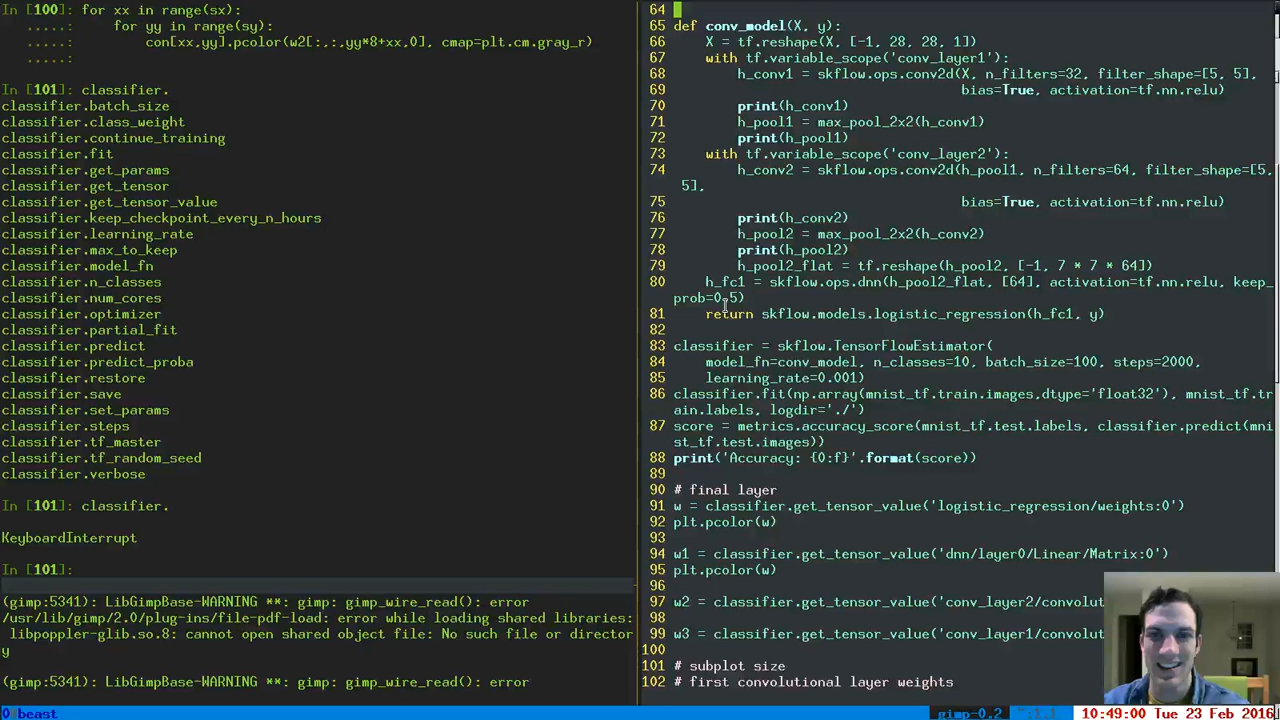 In [100]: for xx in range(sx):
   .....:     for yy in range(sy):
   .....:         con[xx,yy].pcolor(w2[:,:,yy*8+xx,0], cmap=plt.cm.gray_r)
   .....:
In [101]: classifier.
classifier.batch_size
classifier.class_weight
classifier.continue_training
classifier.fit
classifier.get_params
classifier.get_tensor
classifier.get_tensor_value
classifier.keep_checkpoint_every_n_hours
classifier.learning_rate
classifier.max_to_keep
classifier.model_fn
classifier.n_classes
classifier.num_cores
classifier.optimizer
classifier.partial_fit
classifier.predict
classifier.predict_proba
classifier.restore
classifier.save
classifier.set_params
classifier.steps
classifier.tf_master
classifier.tf_random_seed
classifier.verbose
In [101]: classifier.
KeyboardInterrupt
In [101]:
(gimp:5341): LibGimpBase-WARNING **: gimp: gimp_wire_read(): error
/usr/lib/gimp/2.0/plug-ins/file-pdf-load: error while loading shared libraries:
 libpoppler-glib.so.8: cannot open shared object file: No such file or director
y
(gimp:5341): LibGimpBase-WARNING **: gimp: gimp_wire_read(): error
64
65 def conv_model(X, y):
66     X = tf.reshape(X, [-1, 28, 28, 1])
67     with tf.variable_scope('conv_layer1'):
68         h_conv1 = skflow.ops.conv2d(X, n_filters=32, filter_shape=[5, 5],
69                                     bias=True, activation=tf.nn.relu)
70         print(h_conv1)
71         h_pool1 = max_pool_2x2(h_conv1)
72         print(h_pool1)
73     with tf.variable_scope('conv_layer2'):
74         h_conv2 = skflow.ops.conv2d(h_pool1, n_filters=64, filter_shape=[5,
 5],
75                                     bias=True, activation=tf.nn.relu)
76         print(h_conv2)
77         h_pool2 = max_pool_2x2(h_conv2)
78         print(h_pool2)
79         h_pool2_flat = tf.reshape(h_pool2, [-1, 7 * 7 * 64])
80     h_fc1 = skflow.ops.dnn(h_pool2_flat, [64], activation=tf.nn.relu, keep_
prob=0.5)
81     return skflow.models.logistic_regression(h_fc1, y)
82
83 classifier = skflow.TensorFlowEstimator(
84     model_fn=conv_model, n_classes=10, batch_size=100, steps=2000,
85     learning_rate=0.001)
86 classifier.fit(np.array(mnist_tf.train.images,dtype='float32'), mnist_tf.tr
ain.labels, logdir='./')
87 score = metrics.accuracy_score(mnist_tf.test.labels, classifier.predict(mn
ist_tf.test.images))
88 print('Accuracy: {0:f}'.format(score))
89
90 # final layer
91 w = classifier.get_tensor_value('logistic_regression/weights:0')
92 plt.pcolor(w)
93
94 w1 = classifier.get_tensor_value('dnn/layer0/Linear/Matrix:0')
95 plt.pcolor(w)
96
97 w2 = classifier.get_tensor_value('conv_layer2/convolut
98
99 w3 = classifier.get_tensor_value('conv_layer1/convolut
100
101 # subplot size
102 # first convolutional layer weights
0 beast
gimp-0.2 1.1 10:49:00 Tue 23 Feb 2016